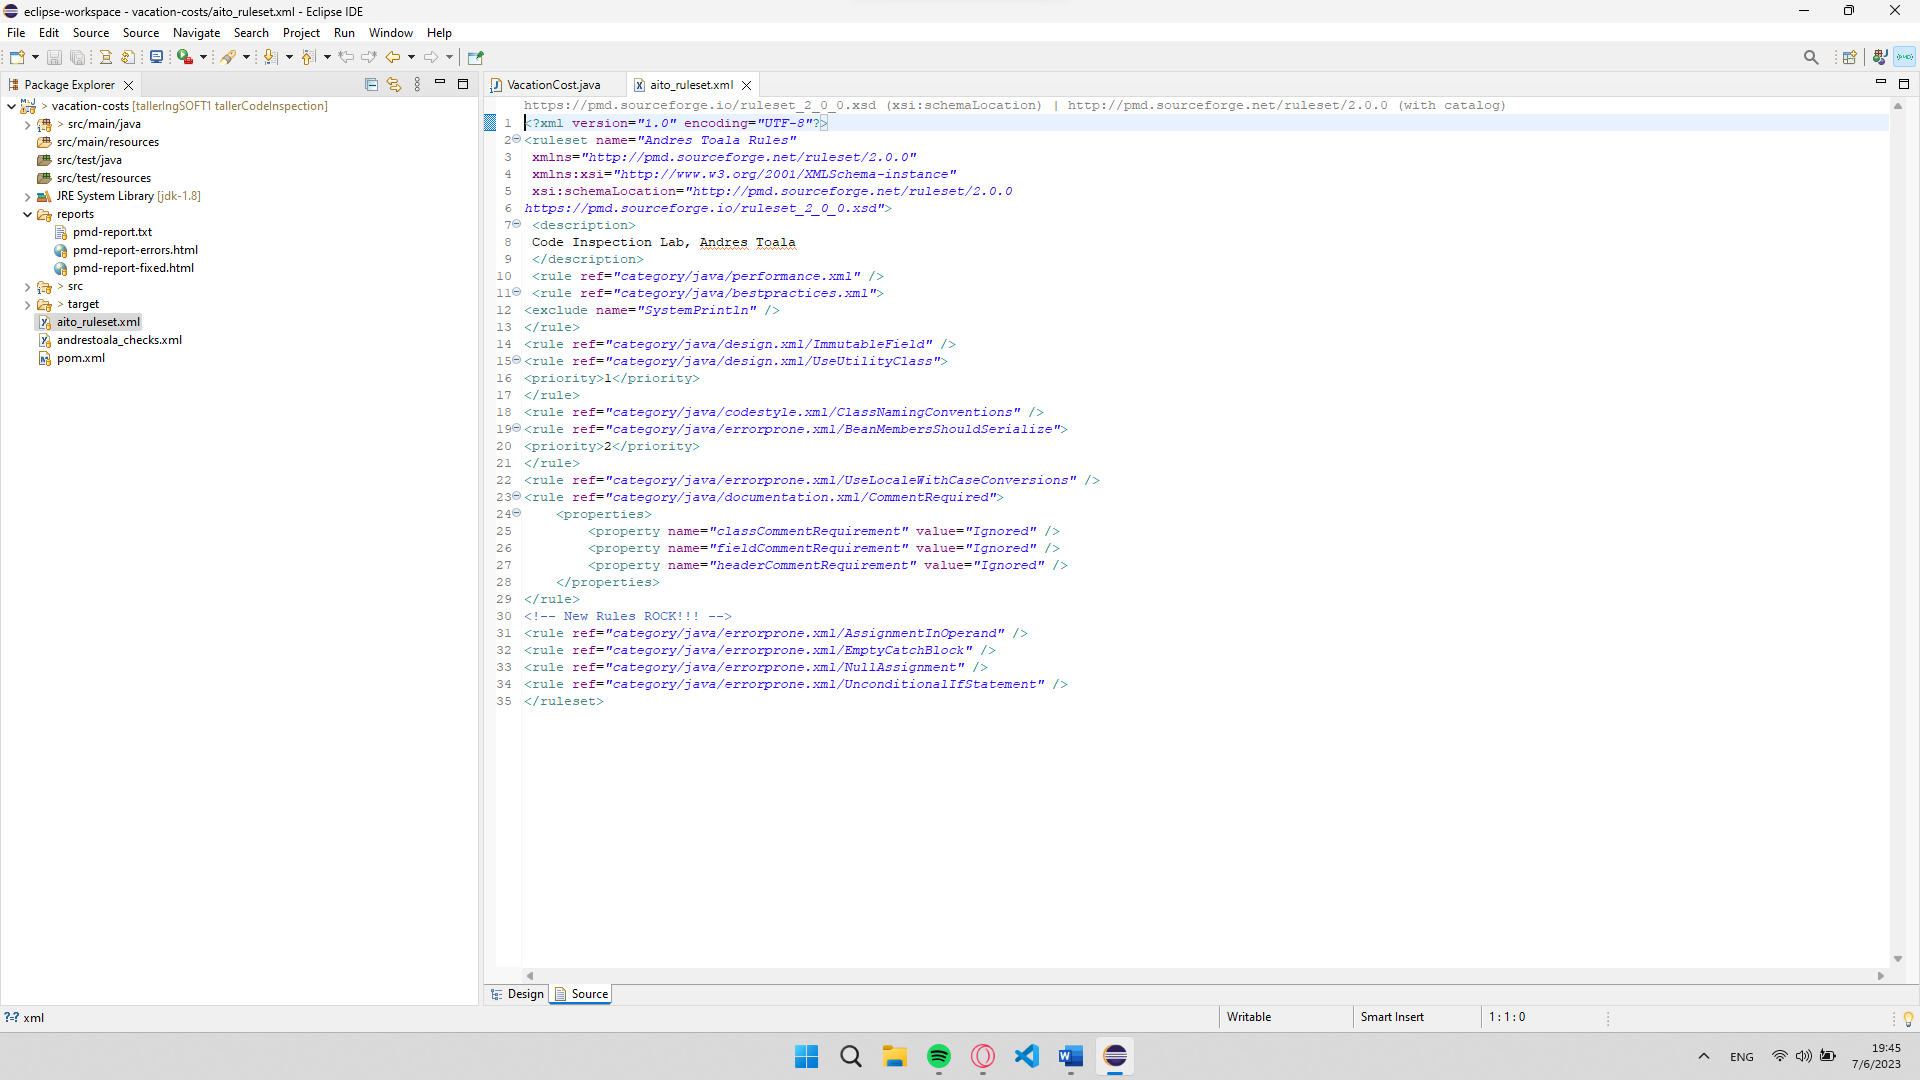 eclipse-workspace - vacation-costs/aito_ruleset.xml - Eclipse IDE
File Edit Source Source Navigate Search Project Run Window Help
Package Explorer
VacationCost.java aito_ruleset.xml
> vacation-costs [tallerIngSOFT1 tallerCodeInspection]
> src/main/java
src/main/resources
src/test/java
src/test/resources
JRE System Library [jdk-1.8]
reports
pmd-report.txt
pmd-report-errors.html
pmd-report-fixed.html
> src
> target
aito_ruleset.xml
andrestoala_checks.xml
pom.xml
https://pmd.sourceforge.io/ruleset_2_0_0.xsd (xsi:schemaLocation) | http://pmd.sourceforge.net/ruleset/2.0.0 (with catalog)
1 <?xml version="1.0" encoding="UTF-8"?>
2 <ruleset name="Andres Toala Rules"
3 xmlns="http://pmd.sourceforge.net/ruleset/2.0.0"
4 xmlns:xsi="http://www.w3.org/2001/XMLSchema-instance"
5 xsi:schemaLocation="http://pmd.sourceforge.net/ruleset/2.0.0
6 https://pmd.sourceforge.io/ruleset_2_0_0.xsd">
7 <description>
8 Code Inspection Lab, Andres Toala
9 </description>
10 <rule ref="category/java/performance.xml" />
11 <rule ref="category/java/bestpractices.xml">
12 <exclude name="SystemPrintln" />
13 </rule>
14 <rule ref="category/java/design.xml/ImmutableField" />
15 <rule ref="category/java/design.xml/UseUtilityClass">
16 <priority>1</priority>
17 </rule>
18 <rule ref="category/java/codestyle.xml/ClassNamingConventions" />
19 <rule ref="category/java/errorprone.xml/BeanMembersShouldSerialize">
20 <priority>2</priority>
21 </rule>
22 <rule ref="category/java/errorprone.xml/UseLocaleWithCaseConversions" />
23 <rule ref="category/java/documentation.xml/CommentRequired">
24 <properties>
25 <property name="classCommentRequirement" value="Ignored" />
26 <property name="fieldCommentRequirement" value="Ignored" />
27 <property name="headerCommentRequirement" value="Ignored" />
28 </properties>
29 </rule>
30 <!-- New Rules ROCK!!! -->
31 <rule ref="category/java/errorprone.xml/AssignmentInOperand" />
32 <rule ref="category/java/errorprone.xml/EmptyCatchBlock" />
33 <rule ref="category/java/errorprone.xml/NullAssignment" />
34 <rule ref="category/java/errorprone.xml/UnconditionalIfStatement" />
35 </ruleset>
Design Source
xml
Writable Smart Insert 1 : 1 : 0
ENG
19:45
7/6/2023